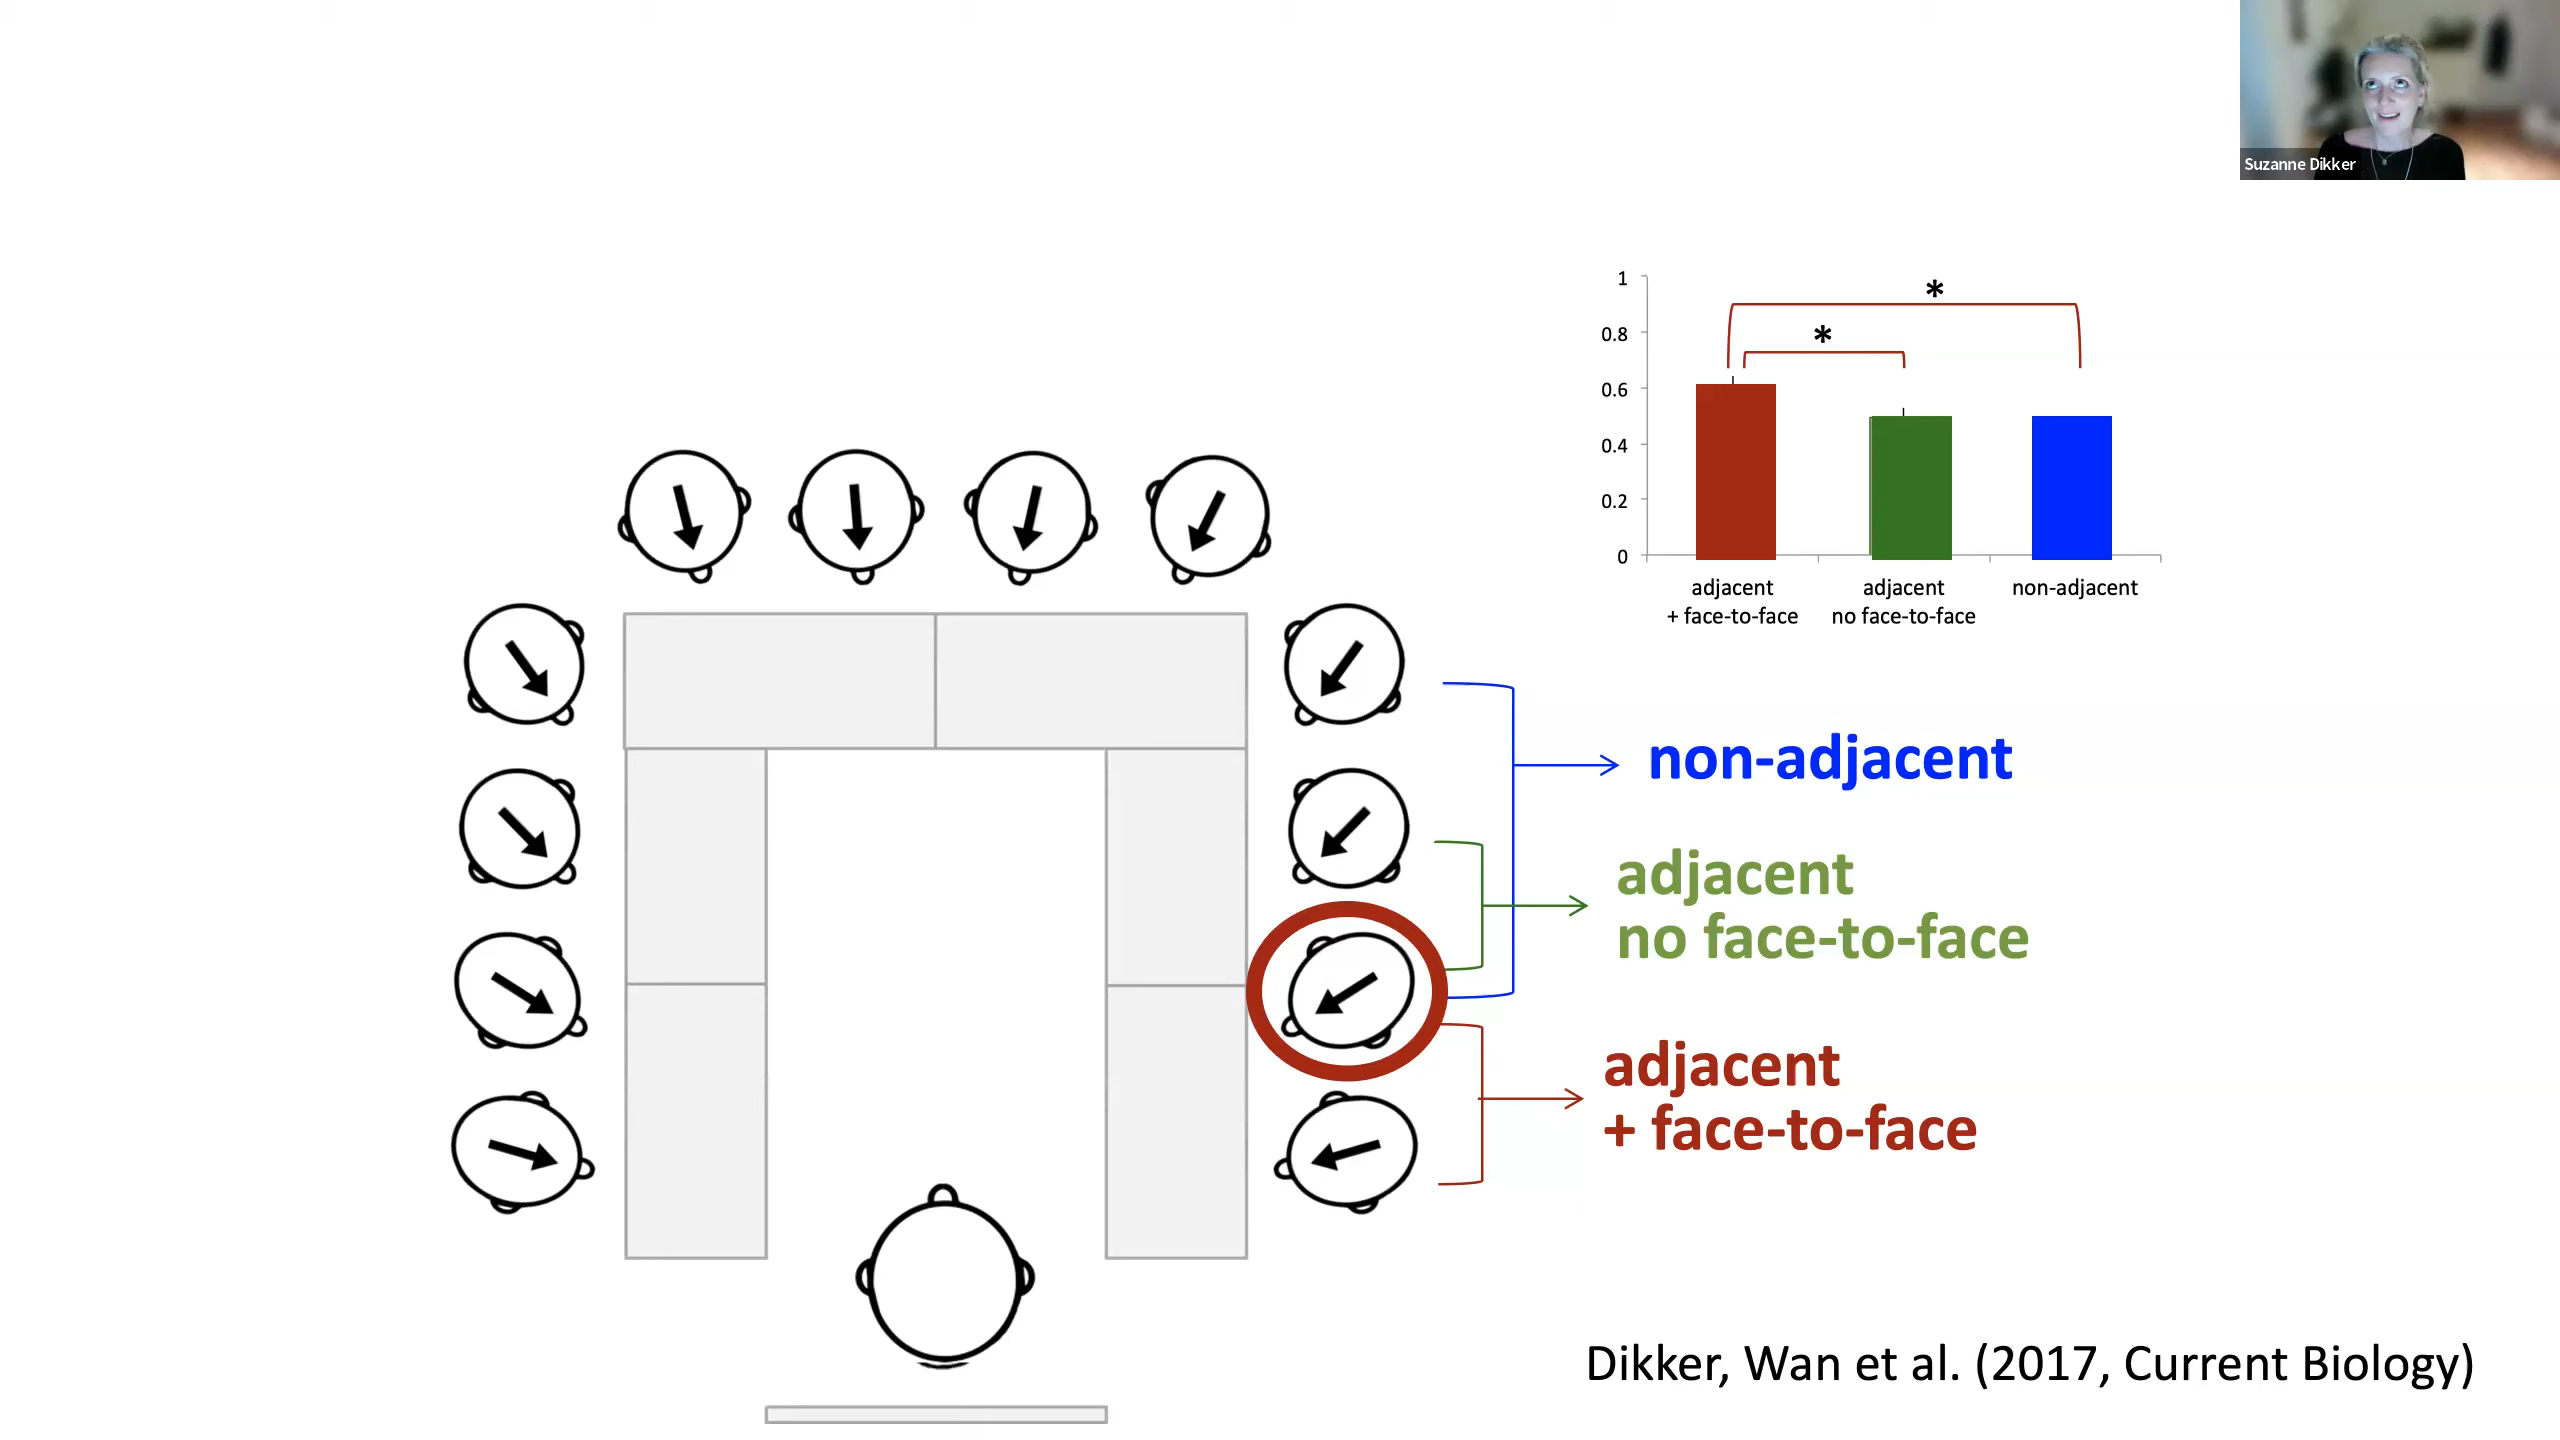 Suzanne Dikker
1
0.8
0.6
0.4
0.2
0
*
*
adjacent
+ face-to-face
adjacent
no face-to-face
non-adjacent
non-adjacent
adjacent
no face-to-face
adjacent
+ face-to-face
Dikker, Wan et al. (2017, Current Biology)